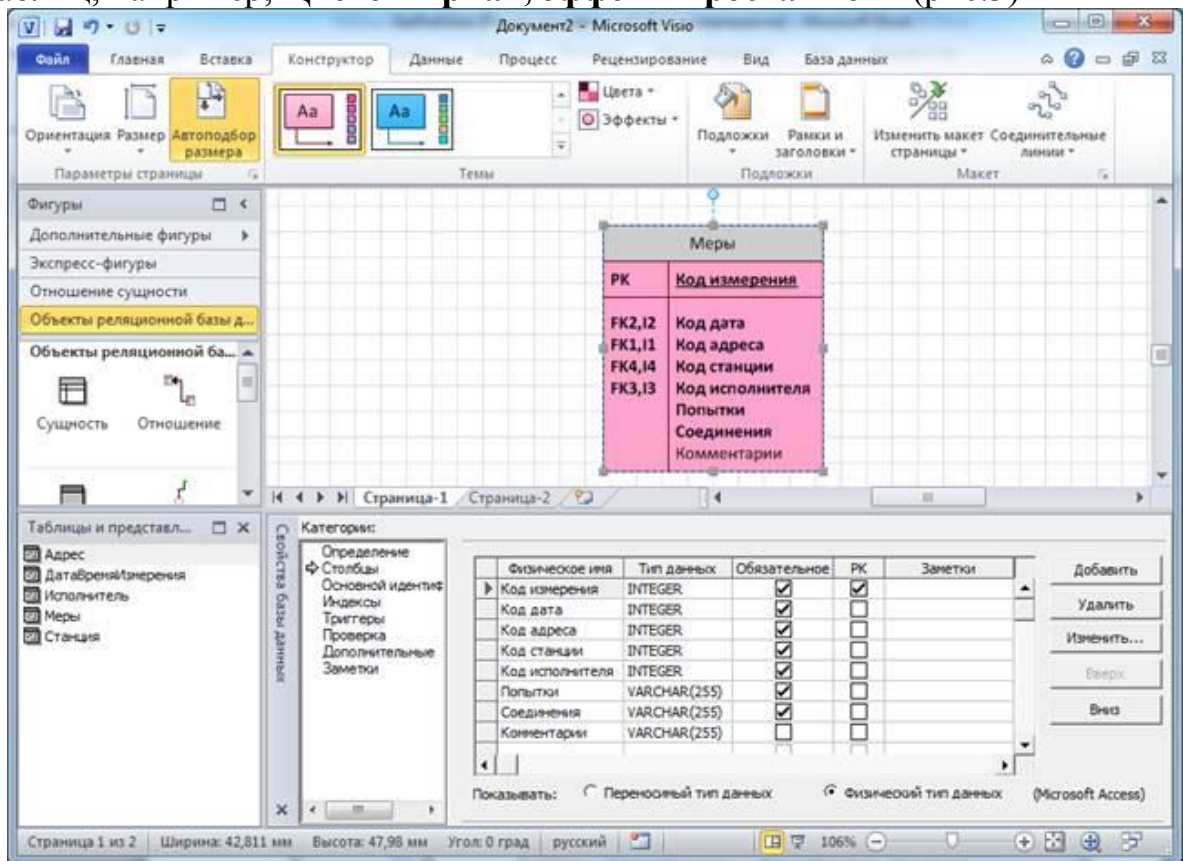 Документ2 - Microsoft Visio
Файл Главная Вставка Конструктор Данные Процесс Рецензирование Вид База данных
Aa Aa
Цвета
Эффекты
Ориентация Размер Автоподбор размера
Подложки Рамки и заголовки
Изменить макет страницы Соединительные линии
Параметры страницы Темы Подложки Макет
Фигуры
Дополнительные фигуры
Экспресс-фигуры
Отношение сущности
Объекты реляционной базы д...
Объекты реляционной ба...
Сущность Отношение
Меры
PK Код измерения
FK2,I2 Код дата
FK1,I1 Код адреса
FK4,I4 Код станции
FK3,I3 Код исполнителя
Попытки
Соединения
Комментарии
Страница-1 Страница-2
Таблицы и представл...
Адрес
ДатаВремяИзмерения
Исполнитель
Меры
Станция
Свойства базы данных
Категории:
Определение
Столбцы
Основной идентиф
Индексы
Триггеры
Проверка
Дополнительные
Заметки
Физическое имя Тип данных Обязательное PK Заметки
Код измерения INTEGER
Код дата INTEGER
Код адреса INTEGER
Код станции INTEGER
Код исполнителя INTEGER
Попытки VARCHAR(255)
Соединения VARCHAR(255)
Комментарии VARCHAR(255)
Добавить
Удалить
Изменить...
Вверх
Вниз
Показывать: Переносимый тип данных Физический тип данных (Microsoft Access)
Страница 1 из 2 Ширина: 42,811 мм Высота: 47,98 мм Угол: 0 град русский 106%